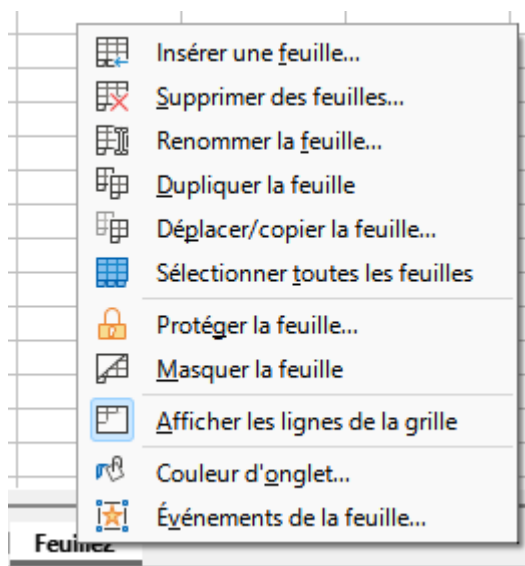 Insérer une feuille...
Supprimer des feuilles...
Renommer la feuille...
Dupliquer la feuille
Déplacer/copier la feuille...
Sélectionner toutes les feuilles
Protéger la feuille...
Masquer la feuille
Afficher les lignes de la grille
Couleur d'onglet...
Événements de la feuille...
Feuille2